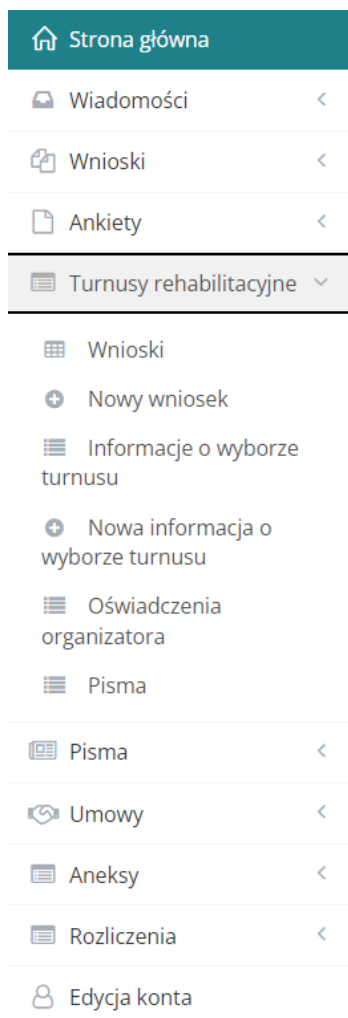 Strona główna
Wiadomości
Wnioski
Ankiety
Turnusy rehabilitacyjne
Wnioski
Nowy wniosek
Informacje o wyborze
turnusu
Nowa informacja o
wyborze turnusu
Oświadczenia
organizatora
Pisma
Pisma
Umowy
Aneksy
Rozliczenia
Edycja konta